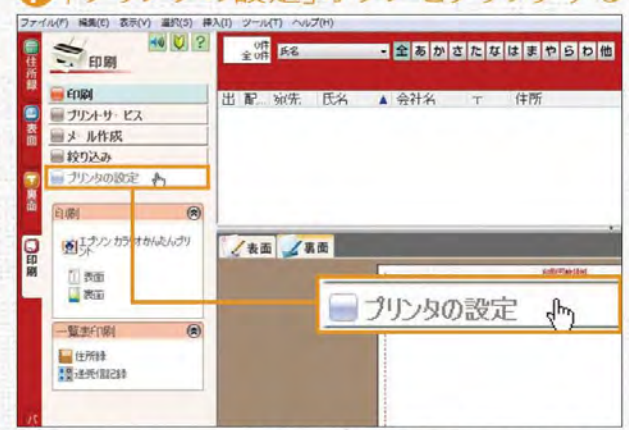 「プリンタの設定」
ファイル(F) 編集(E) 表示(V) 選択(S) 挿入(I) ツール(T) ヘルプ(H)
住所録
表面
裏面
印刷
印刷
?
0件
全0件
氏名
全 あ か さ た な は ま や ら わ 他
印刷
プリントサービス
メール作成
絞り込み
プリンタの設定
出 配... 宛先 氏名 ▲ 会社名 〒 住所
印刷
エプソン カラリオかんたんプリント
表面
裏面
表面 裏面
プリンタの設定
一覧表印刷
住所録
送受信記録